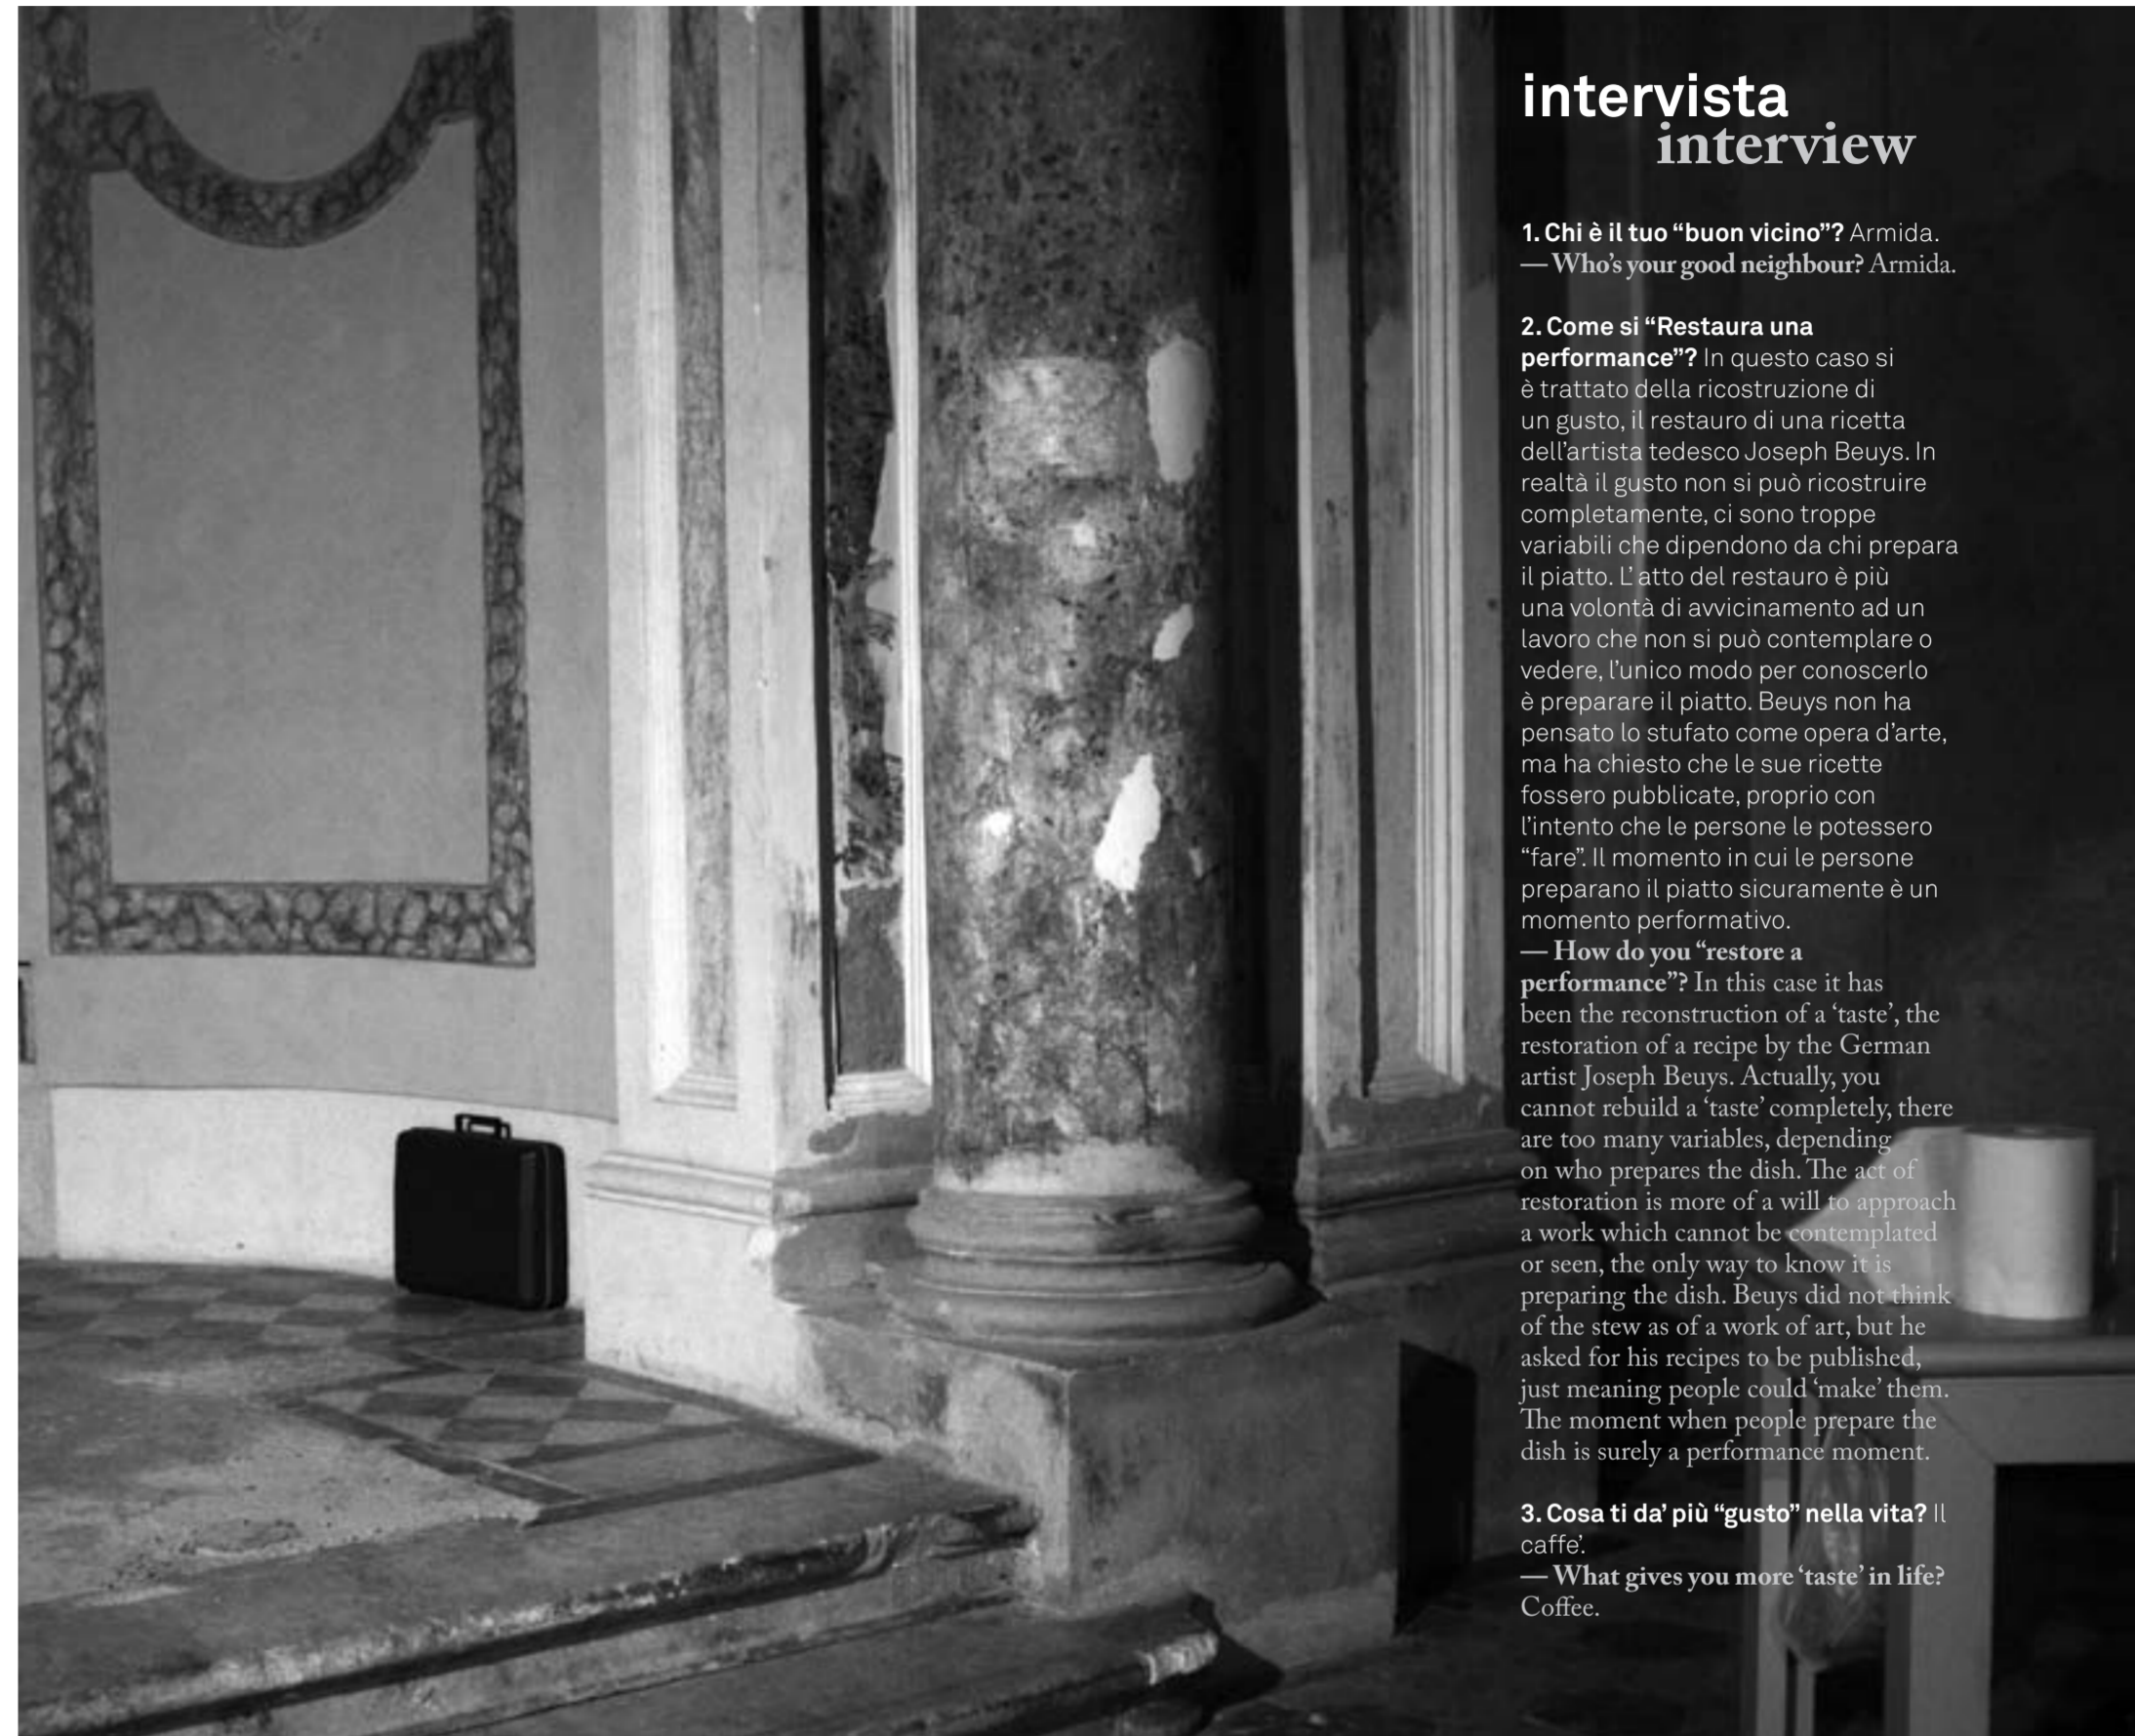 intervista
interview
1. Chi è il tuo “buon vicino”? Armida.
— Who’s your good neighbour? Armida.
2. Come si “Restaura una
performance”? In questo caso si
è trattato della ricostruzione di
un gusto, il restauro di una ricetta
dell’artista tedesco Joseph Beuys. In
realtà il gusto non si può ricostruire
completamente, ci sono troppe
variabili che dipendono da chi prepara
il piatto. L’ atto del restauro è più
una volontà di avvicinamento ad un
lavoro che non si può contemplare o
vedere, l’unico modo per conoscerlo
è preparare il piatto. Beuys non ha
pensato lo stufato come opera d’arte,
ma ha chiesto che le sue ricette
fossero pubblicate, proprio con
l’intento che le persone le potessero
“fare”. Il momento in cui le persone
preparano il piatto sicuramente è un
momento performativo.
— How do you “restore a
performance”? In this case it has
been the reconstruction of a ‘taste’, the
restoration of a recipe by the German
artist Joseph Beuys. Actually, you
cannot rebuild a ‘taste’ completely, there
are too many variables, depending
on who prepares the dish. The act of
restoration is more of a will to approach
a work which cannot be contemplated
or seen, the only way to know it is
preparing the dish. Beuys did not think
of the stew as of a work of art, but he
asked for his recipes to be published,
just meaning people could ‘make’ them.
The moment when people prepare the
dish is surely a performance moment.
3. Cosa ti da’ più “gusto” nella vita? Il
caffe’.
— What gives you more ‘taste’ in life?
Coffee.